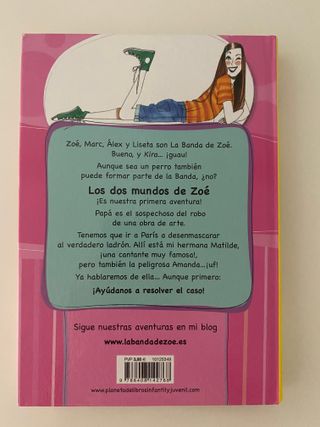 Zoé, Marc, Álex y Liseta son La Banda de Zoé.
Bueno, y Kira... ¡guau!
Aunque sea un perro también
puede formar parte de la Banda, ¿no?
Los dos mundos de Zoé
¡Es nuestra primera aventura!
Papá es el sospechoso del robo
de una obra de arte.
Tenemos que ir a París a desenmascarar
al verdadero ladrón. Allí está mi hermana Matilde,
¡una cantante muy famosa!,
pero también la peligrosa Amanda... ¡uf!
Ya hablaremos de ella... Aunque primero:
¡Ayúdanos a resolver el caso!
Sigue nuestras aventuras en mi blog
www.labandadezoe.es
www.planetadelibrosinfantilyjuvenil.com